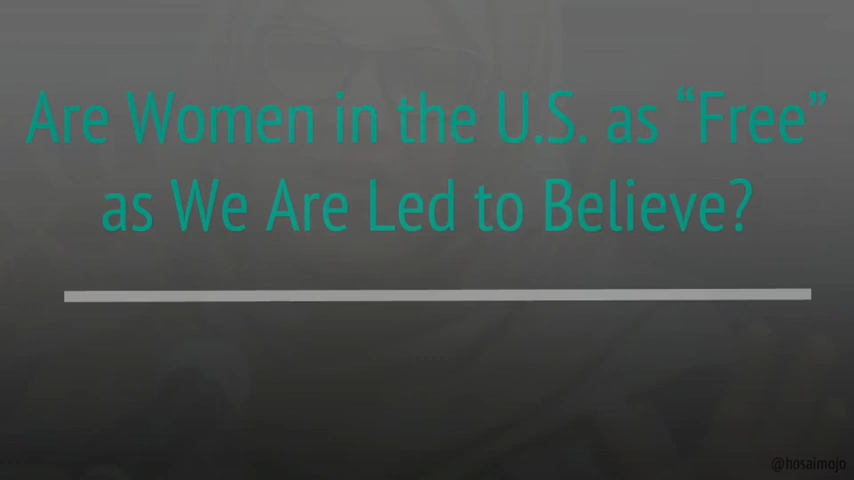 Are Women in the U.S. as “Free”
as We Are Led to Believe?
@hosaimojo